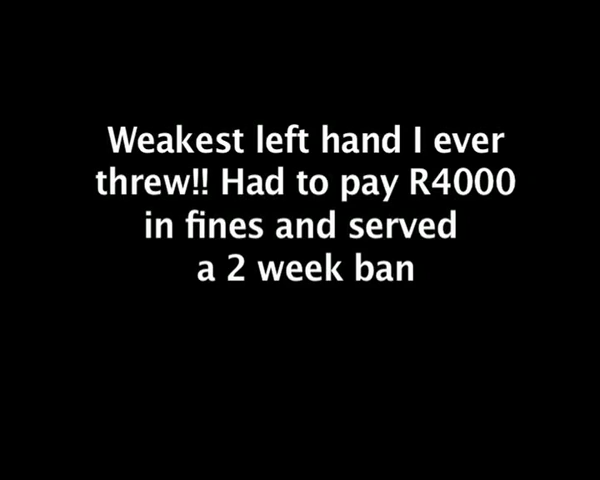 Weakest left hand I ever
threw!! Had to pay R4000
in fines and served
a 2 week ban